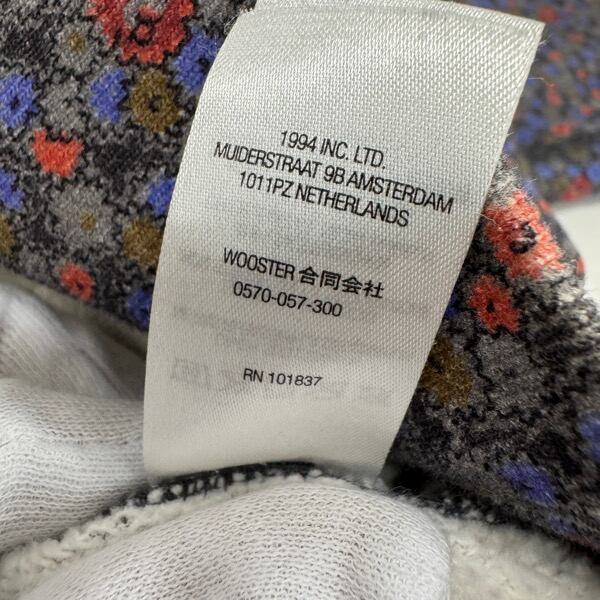 1994 INC. LTD.
MUIDERSTRAAT 9B AMSTERDAM
1011PZ NETHERLANDS
WOOSTER 合同会社
0570-057-300
RN 101837